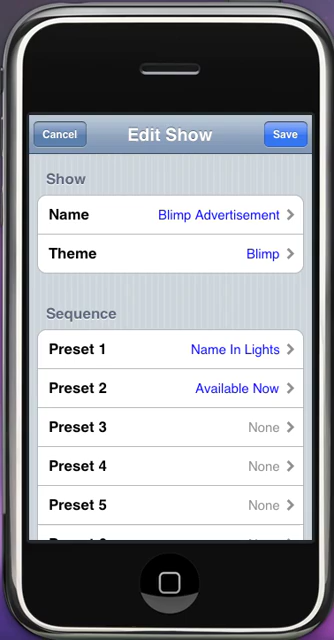 Cancel Edit Show Save
Show
Name Blimp Advertisement
Theme Blimp
Sequence
Preset 1 Name In Lights
Preset 2 Available Now
Preset 3 None
Preset 4 None
Preset 5 None